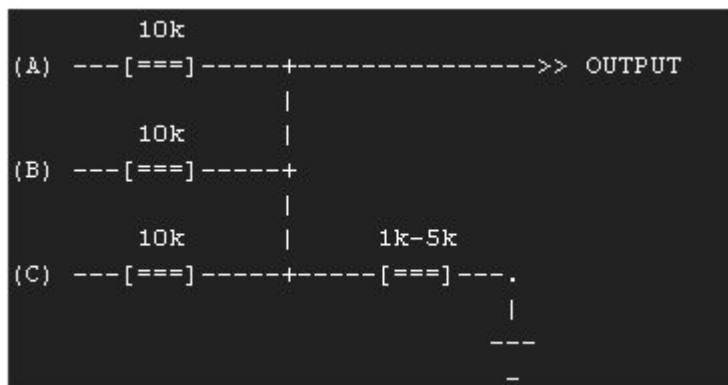 10k
(A) ---[===]------+---------------->> OUTPUT
|
10k |
(B) ---[===]------+
|
10k | 1k-5k
(C) ---[===]------+-----[===]---.
|
---
-